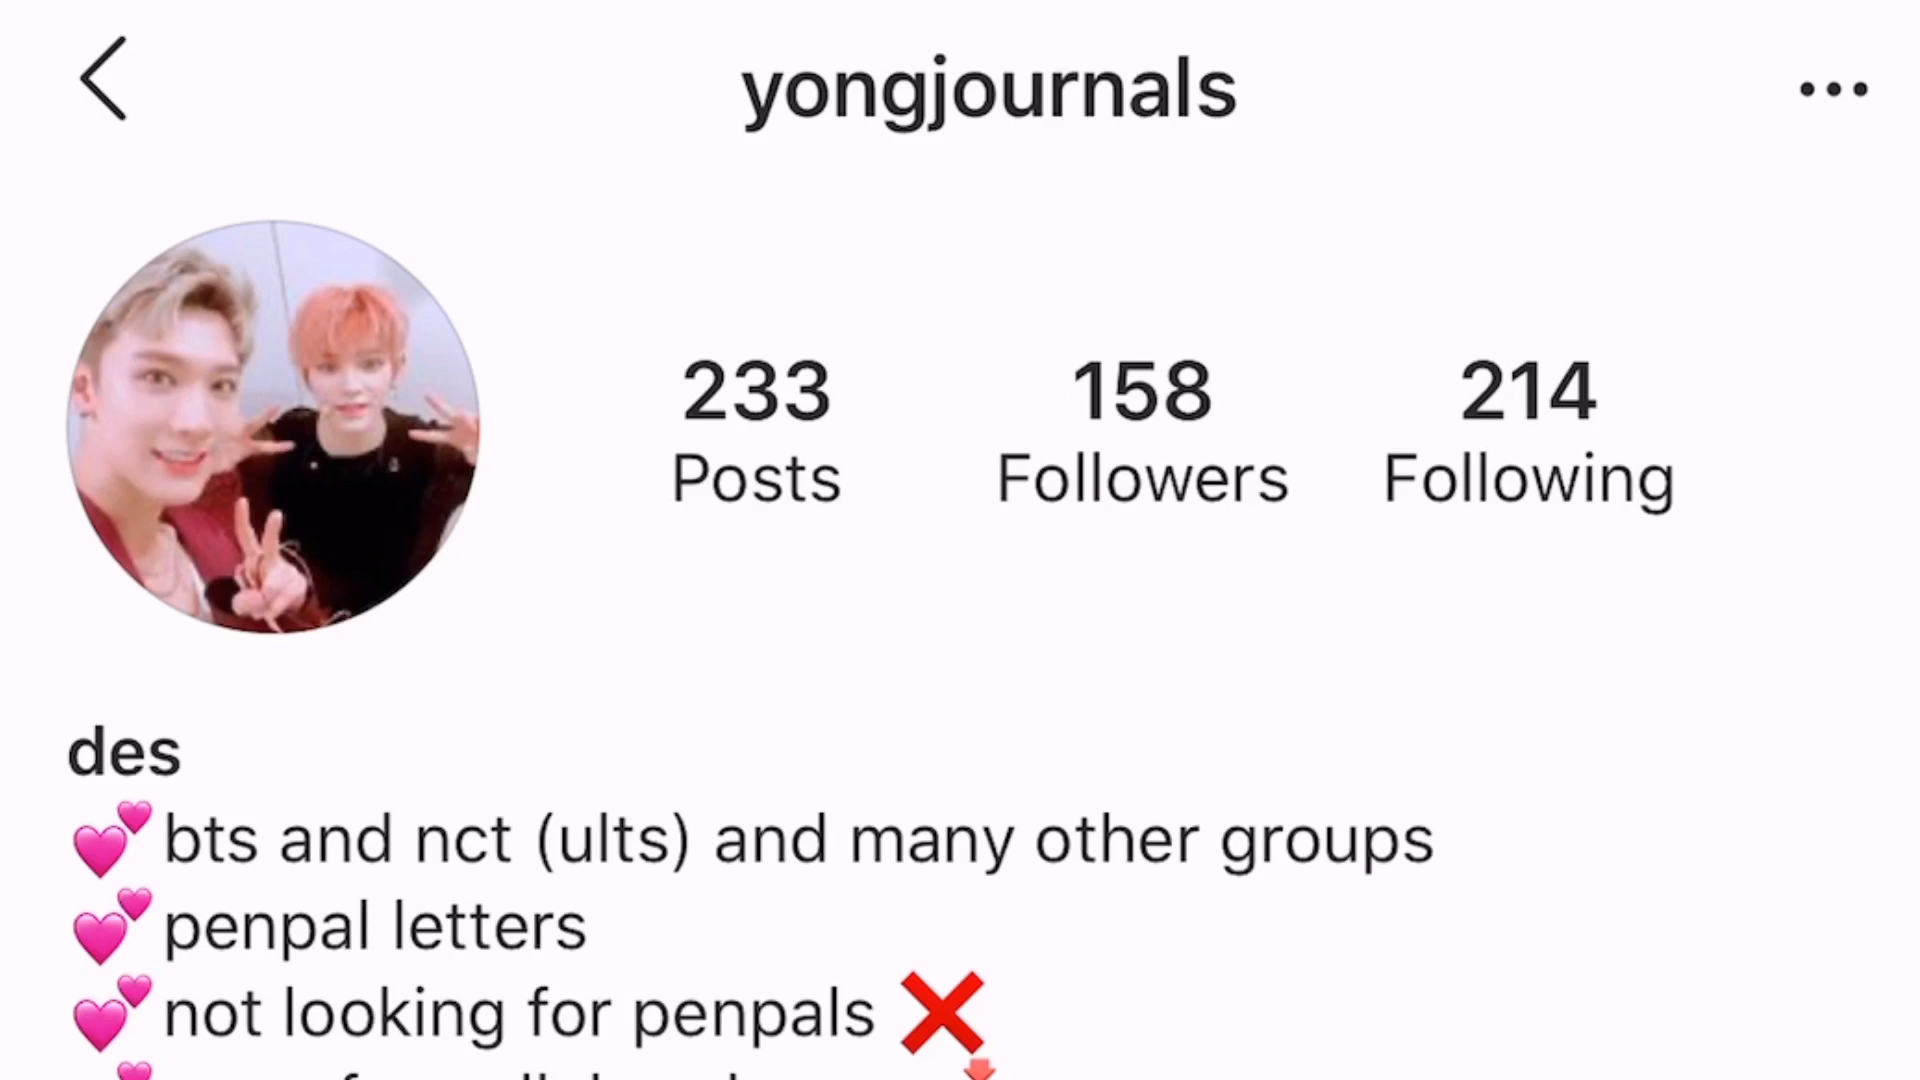 yongjournals
233 158 214
Posts Followers Following
des
💕 bts and nct (ults) and many other groups
💕 penpal letters
💕 not looking for penpals ❌